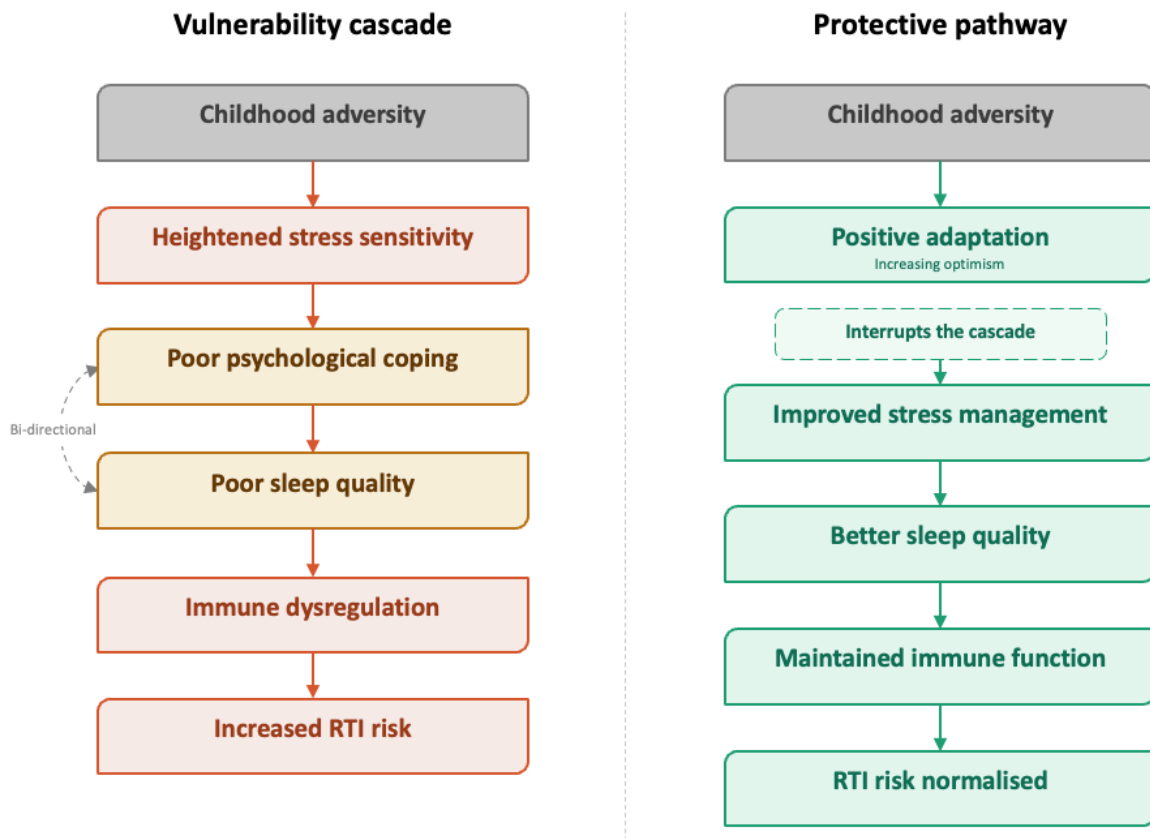 Vulnerability cascade
Childhood adversity
Heightened stress sensitivity
Poor psychological coping
Bi-directional
Poor sleep quality
Immune dysregulation
Increased RTI risk
Protective pathway
Childhood adversity
Positive adaptation
Increasing optimism
Interrupts the cascade
Improved stress management
Better sleep quality
Maintained immune function
RTI risk normalised